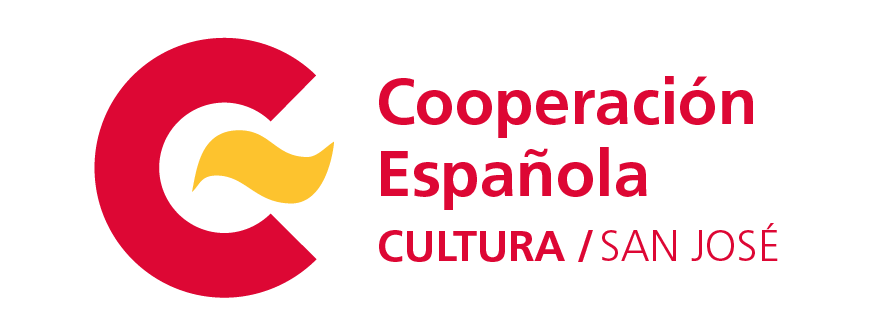 Cooperación
Española
CULTURA / SAN JOSÉ